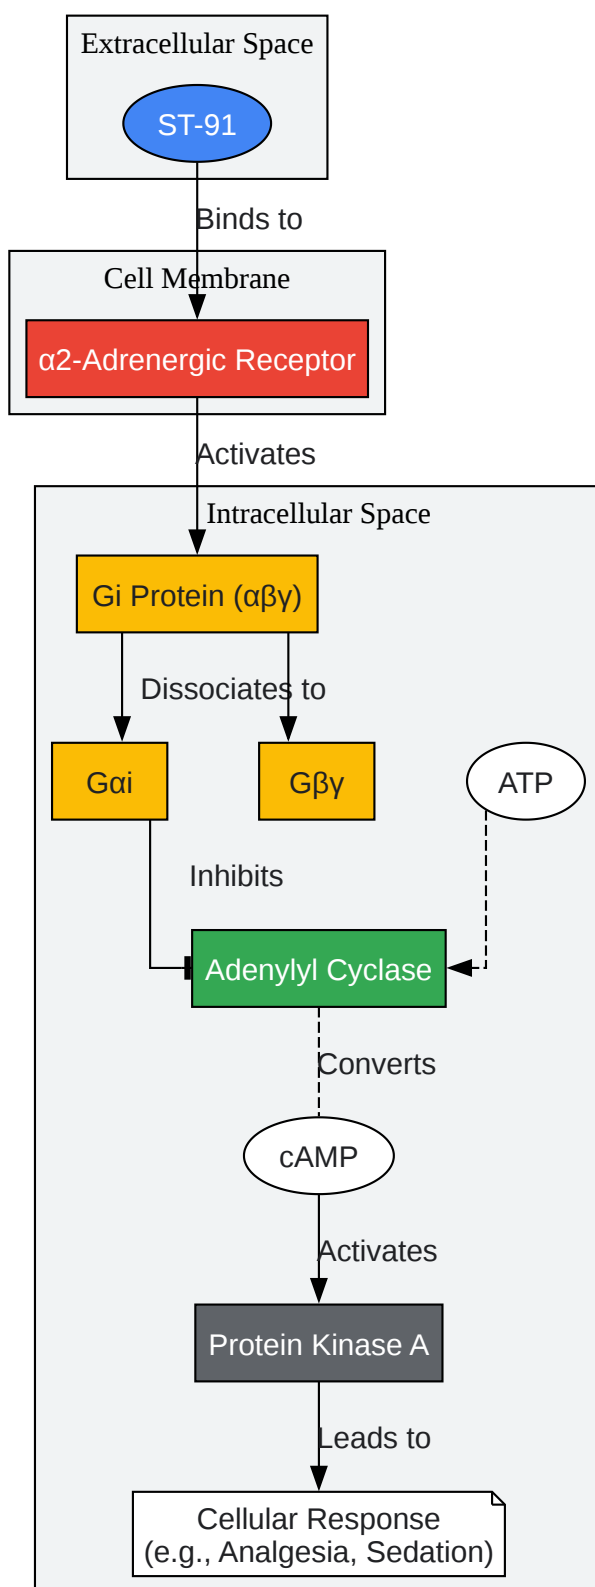 Extracellular Space
ST-91
Binds to
Cell Membrane
α2-Adrenergic Receptor
Activates
Intracellular Space
Gi Protein (αβγ)
Dissociates to
Gαi
Gβγ
ATP
Inhibits
Adenylyl Cyclase
Converts
cAMP
Activates
Protein Kinase A
Leads to
Cellular Response
(e.g., Analgesia, Sedation)